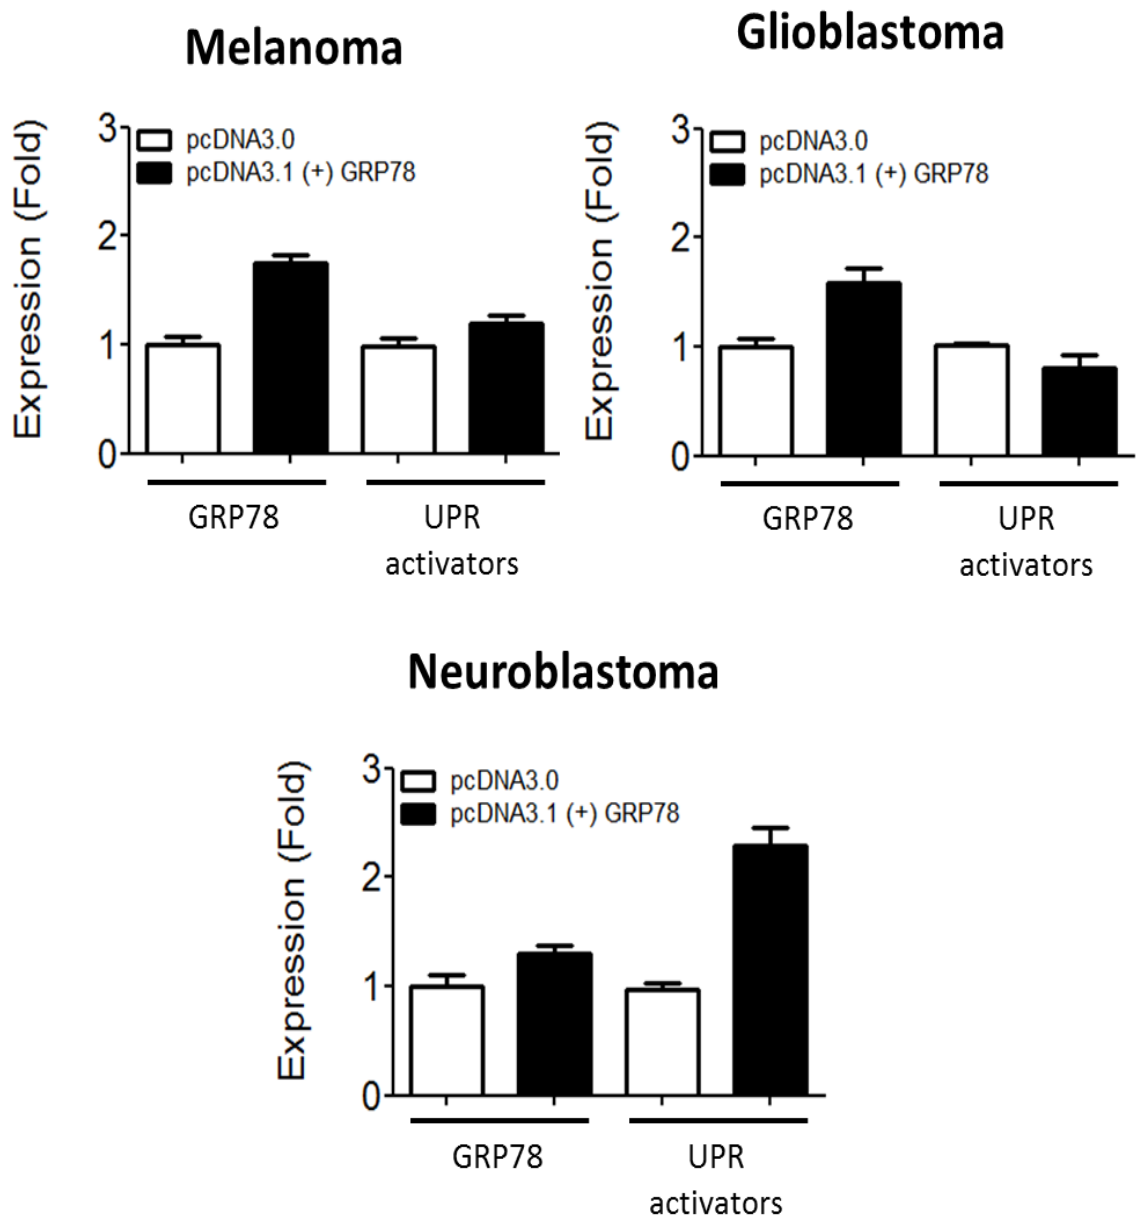 Melanoma
Expression (Fold)
3
2
1
0
pcDNA3.0
pcDNA3.1 (+) GRP78
GRP78
UPR
activators
Glioblastoma
Expression (Fold)
3
2
1
0
pcDNA3.0
pcDNA3.1 (+) GRP78
GRP78
UPR
activators
Neuroblastoma
Expression (Fold)
3
2
1
0
pcDNA3.0
pcDNA3.1 (+) GRP78
GRP78
UPR
activators